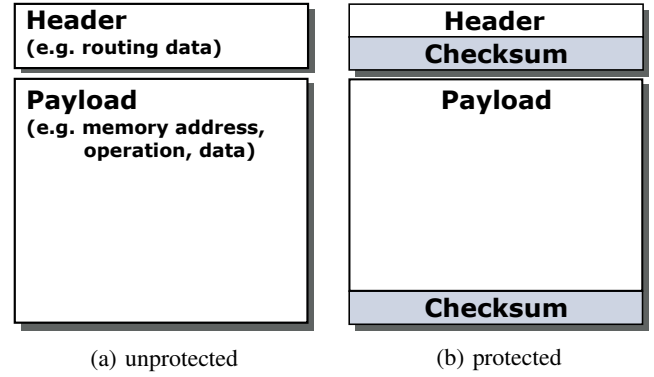 Header
(e.g. routing data)
Payload
(e.g. memory address,
operation, data)
(a) unprotected
Header
Checksum
Payload
Checksum
(b) protected